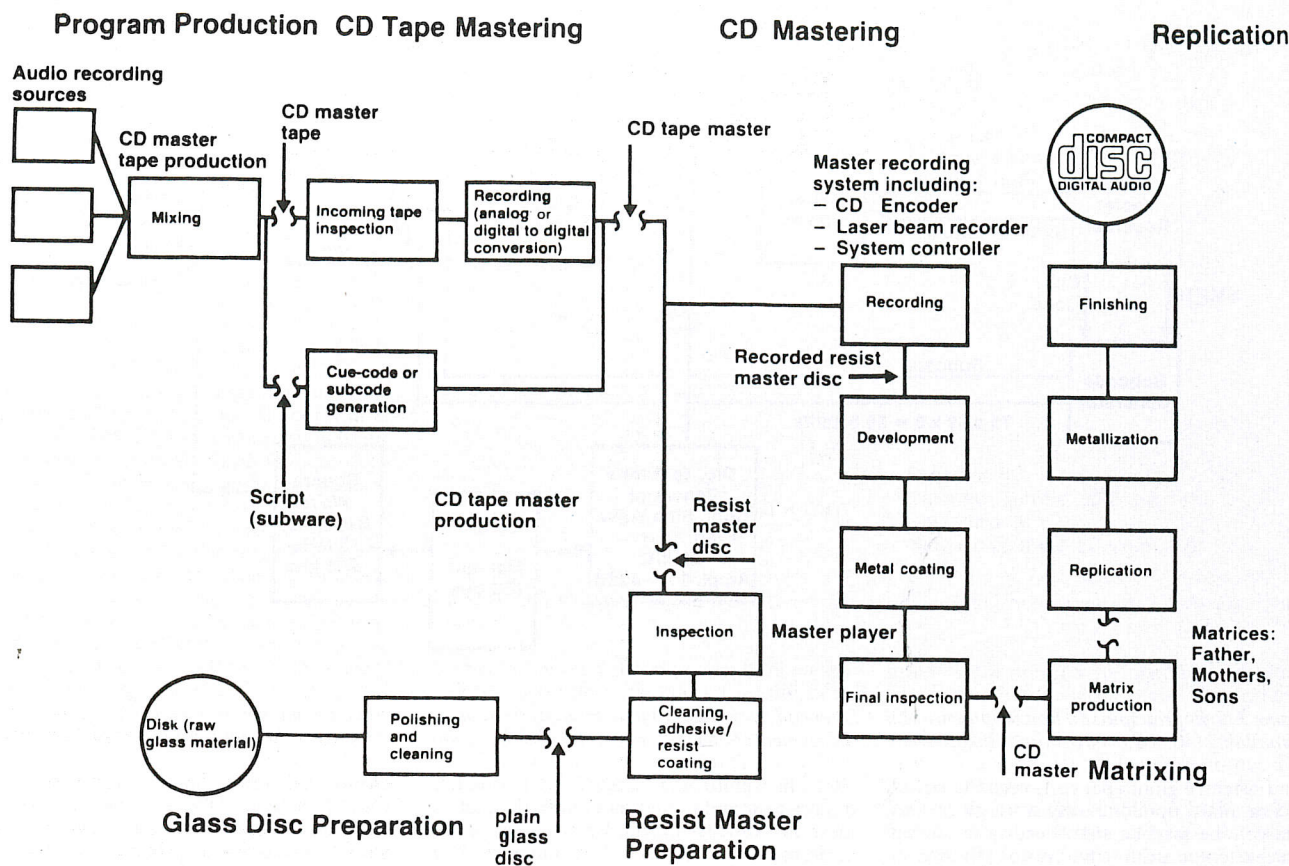 Program Production
CD Tape Mastering
CD Mastering
Replication
Audio recording
sources
CD master
tape production
CD master
tape
CD tape master
Mixing
Incoming tape
inspection
Recording
(analog or
digital to digital
conversion)
Cue-code or
subcode
generation
Script
(subware)
CD tape master
production
Master recording
system including:
– CD Encoder
– Laser beam recorder
– System controller
COMPACT
disc
DIGITAL AUDIO
Recording
Finishing
Recorded resist
master disc
Development
Metallization
Resist
master
disc
Metal coating
Replication
Inspection
Master player
Matrices:
Father,
Mothers,
Sons
Final inspection
Matrix
production
Disk (raw
glass material)
Polishing
and
cleaning
Cleaning,
adhesive/
resist
coating
CD
master
Matrixing
Glass Disc Preparation
plain
glass
disc
Resist Master
Preparation